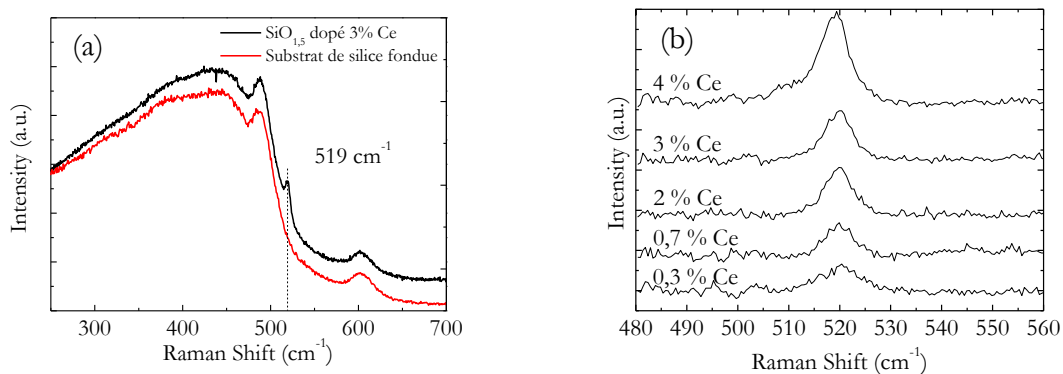 (a)
SiO1,5 dopé 3% Ce
Substrat de silice fondue
519 cm-1
Intensity (a.u.)
300 400 500 600 700
Raman Shift (cm-1)
(b)
4 % Ce
3 % Ce
2 % Ce
0,7 % Ce
0,3 % Ce
Intensity (a.u.)
480 490 500 510 520 530 540 550 560
Raman Shift (cm-1)